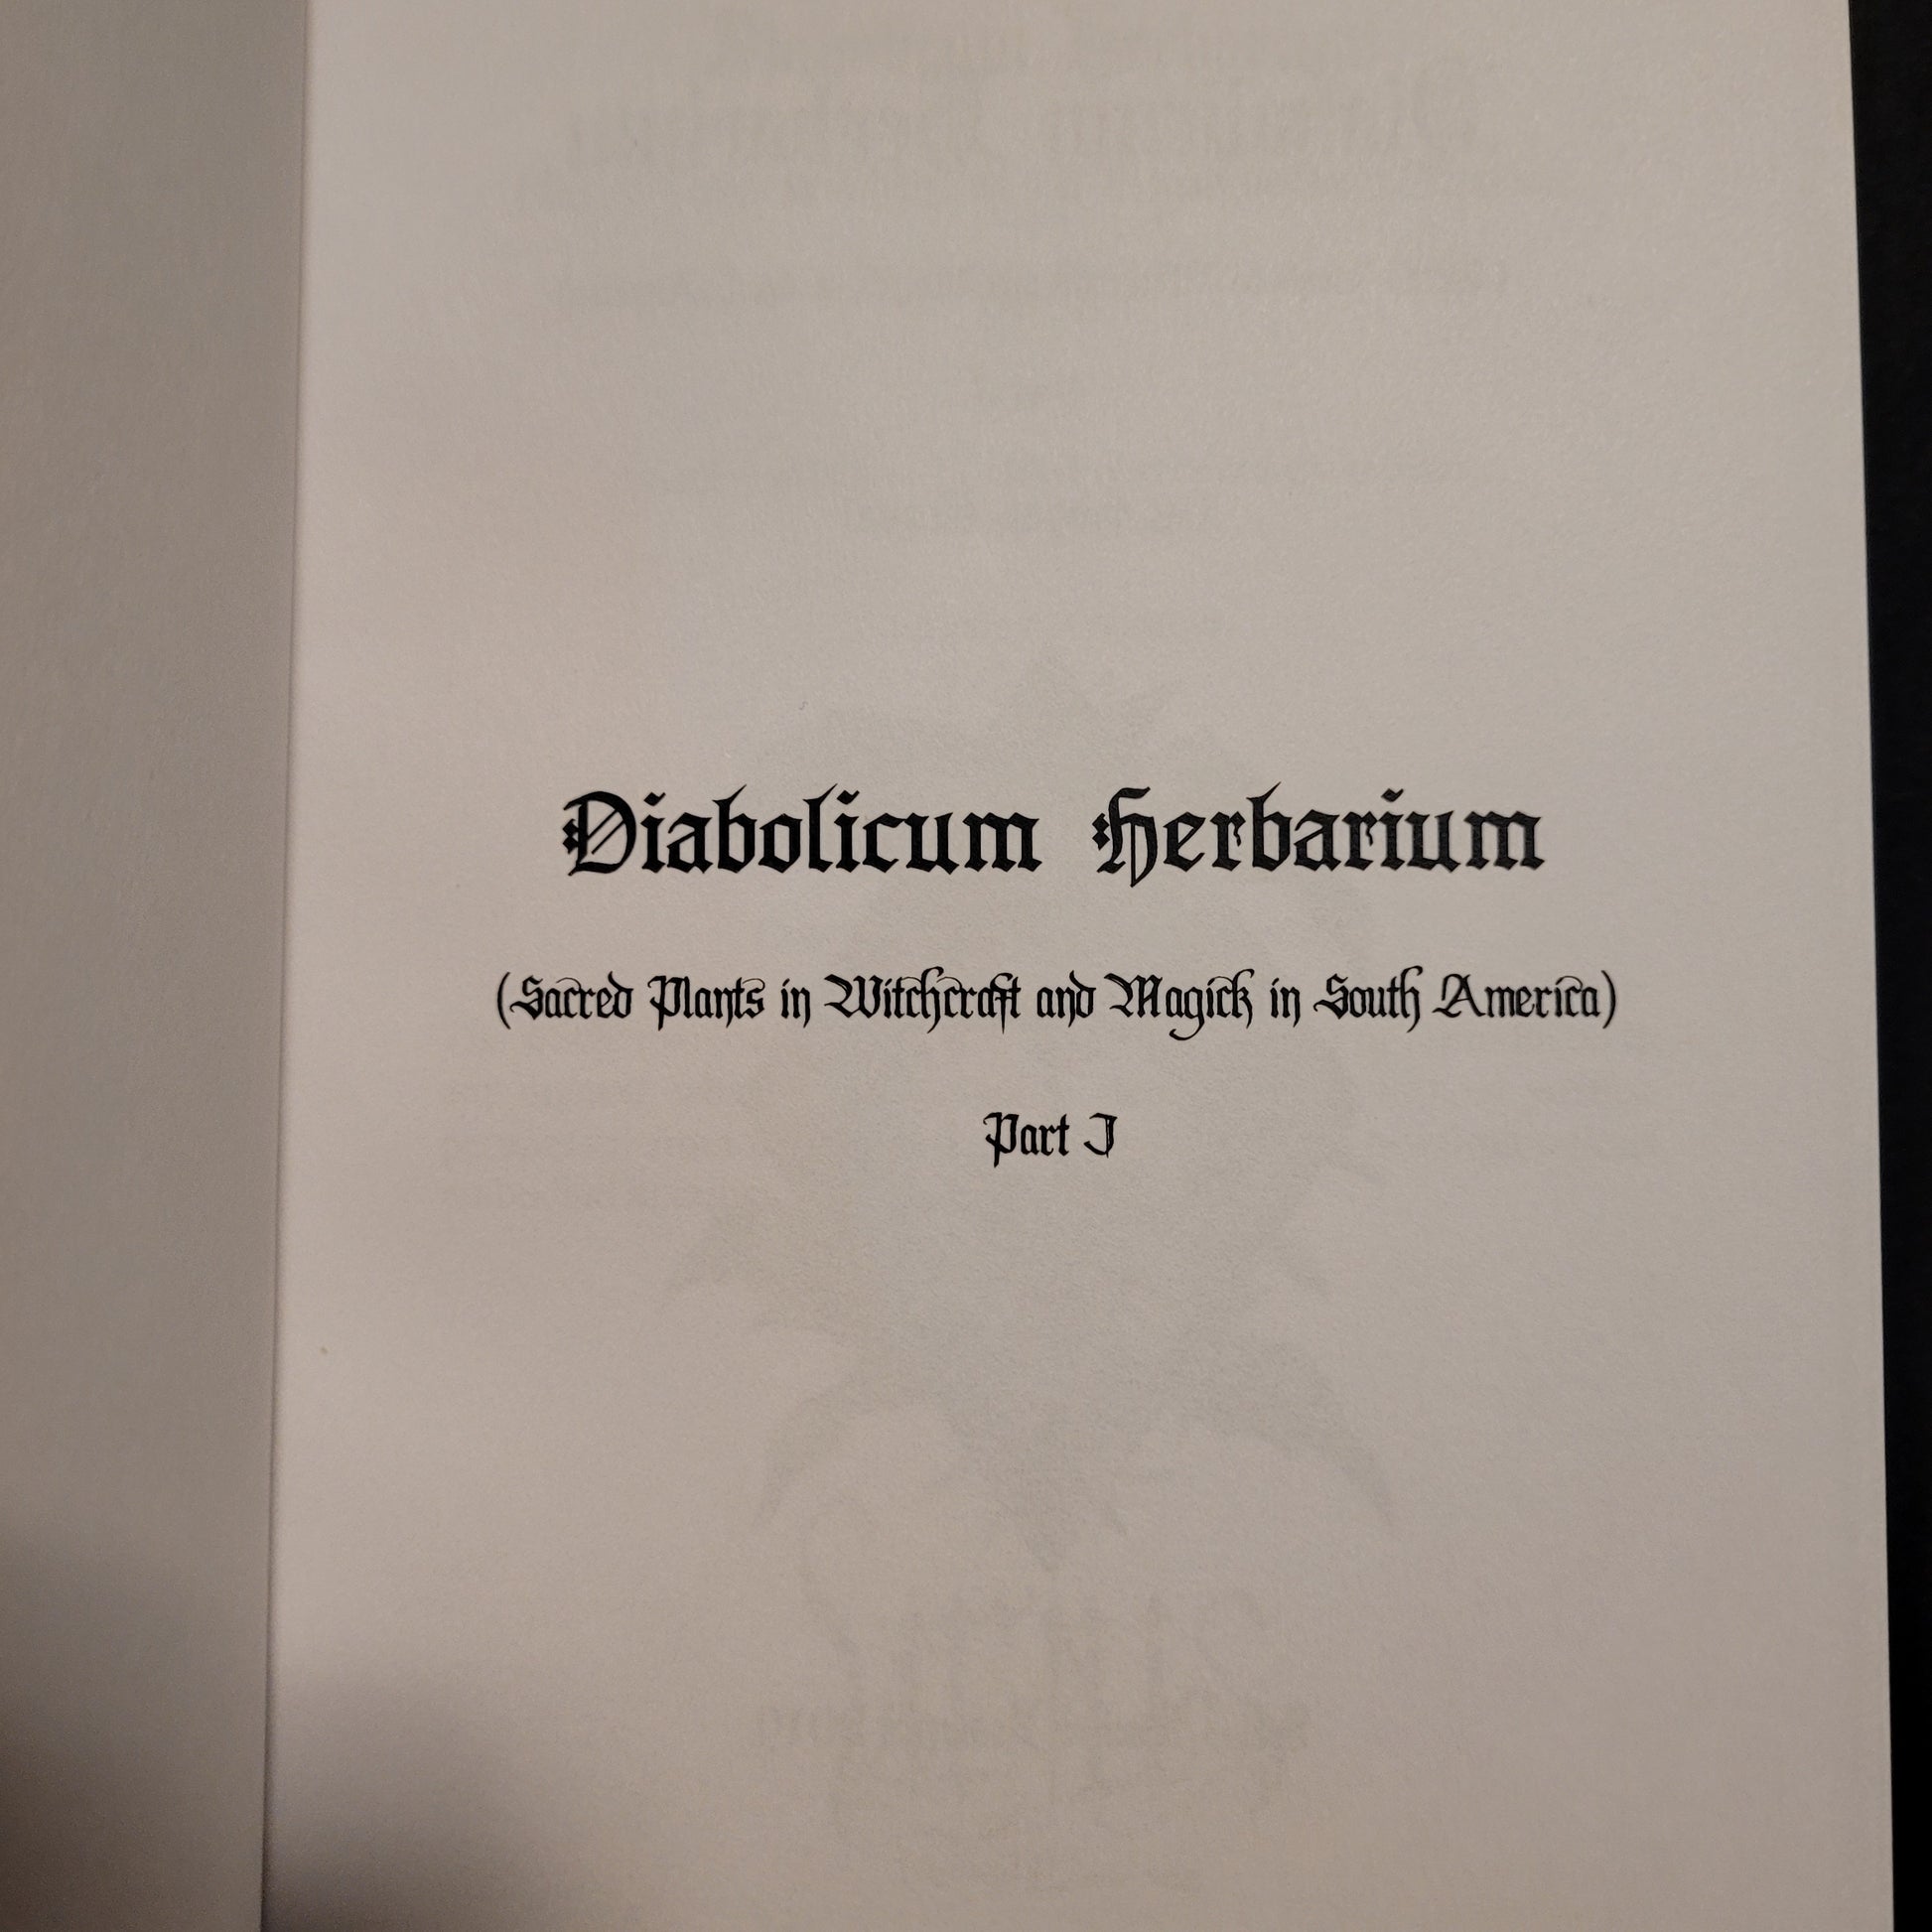 Diabolicum Herbarium
(Sacred Plants in Witchcraft and Magick in South America)
Part I